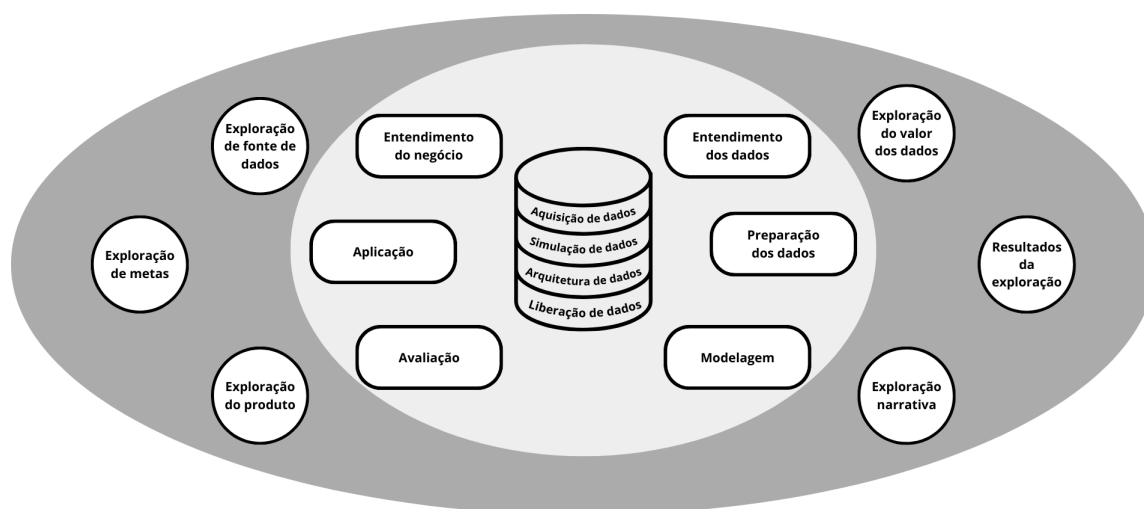 Exploração
de fonte de
dados
Entendimento
do negócio
Entendimento
dos dados
Exploração
do valor
dos dados
Exploração
de metas
Aplicação
Aquisição de dados
Simulação de dados
Arquitetura de dados
Liberação de dados
Preparação
dos dados
Resultados
da
exploração
Exploração
do produto
Avaliação
Modelagem
Exploração
narrativa